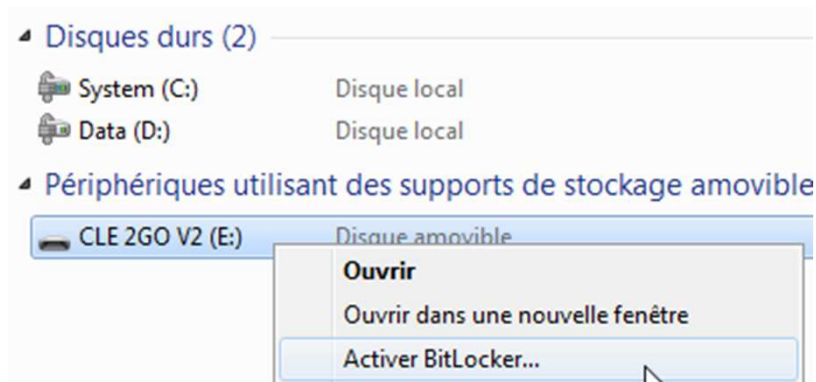 Disques durs (2)
System (C:) Disque local
Data (D:) Disque local
Périphériques utilisant des supports de stockage amovible
CLE 2GO V2 (E:) Disque amovible
Ouvrir
Ouvrir dans une nouvelle fenêtre
Activer BitLocker...